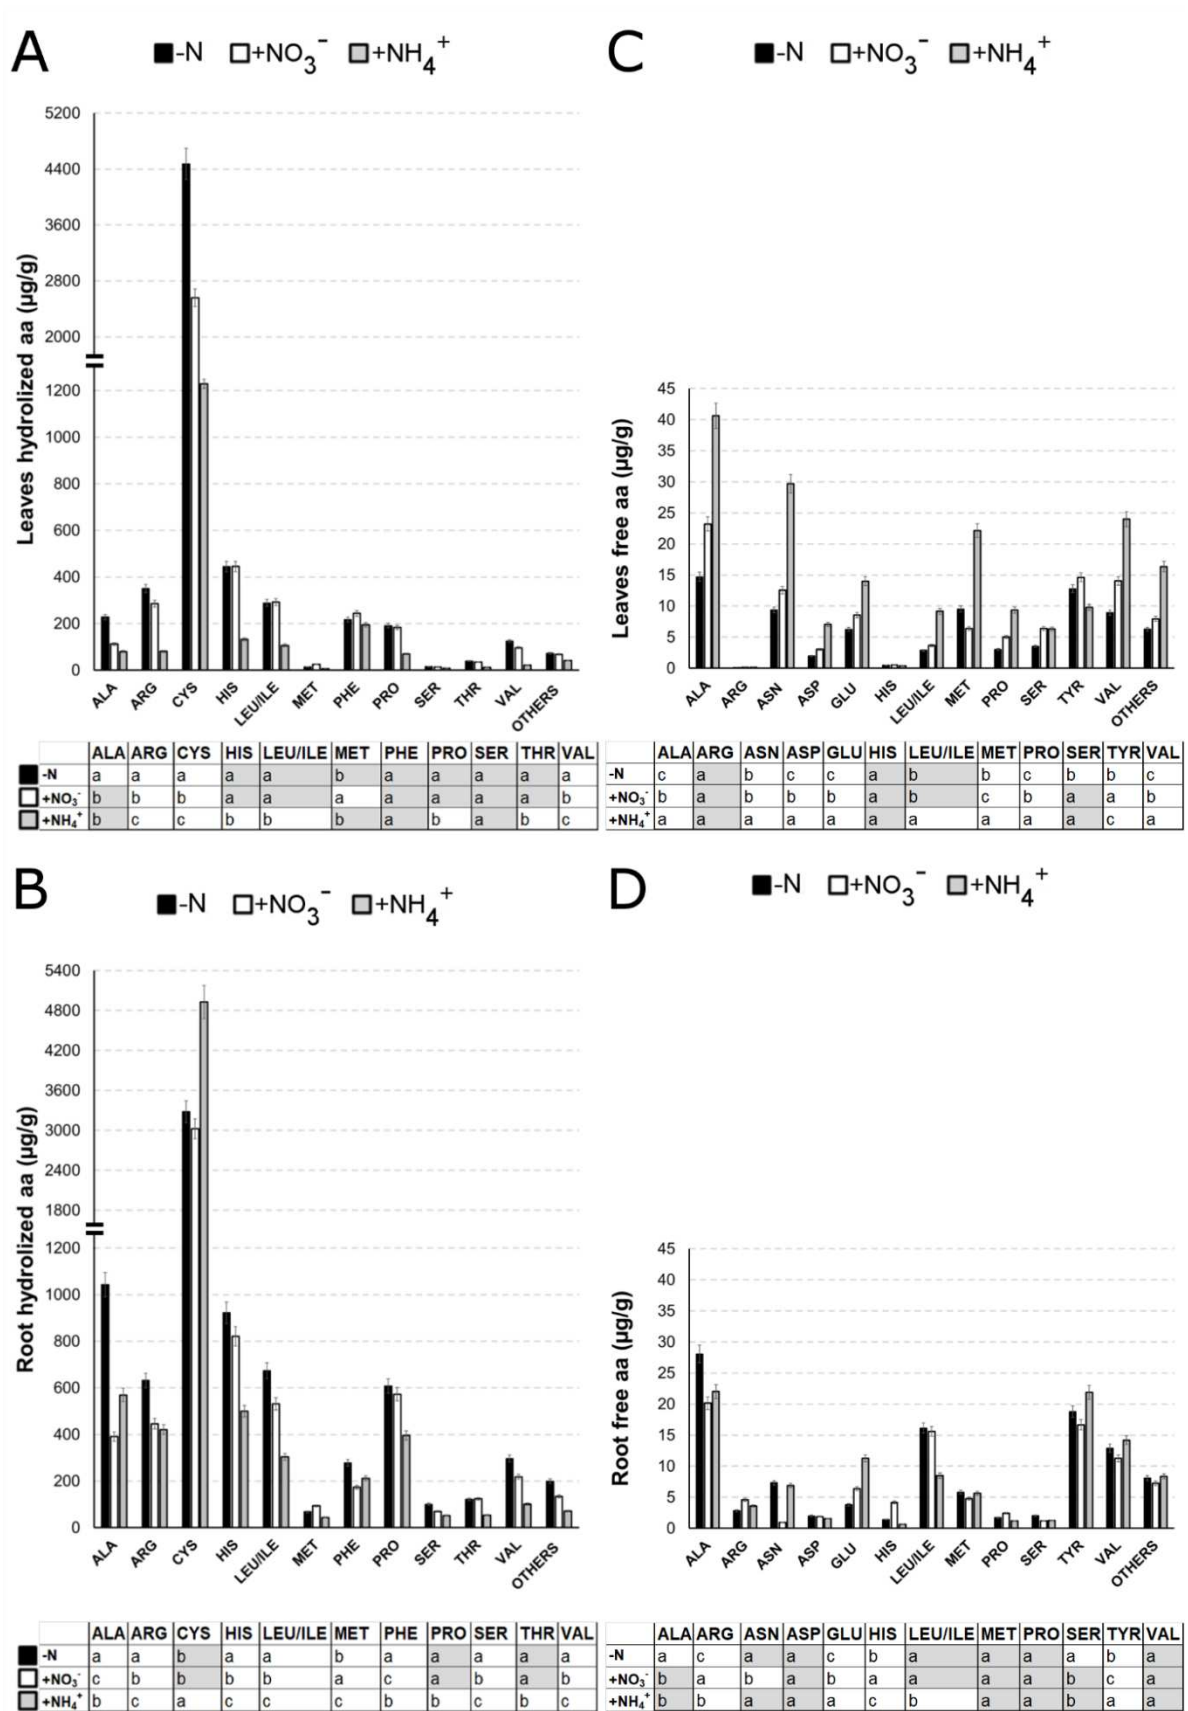 A
-N +NO3- +NH4+
Leaves hydrolized aa (µg/g)
5200
4400
3600
2800
2000
1200
1000
800
600
400
200
0
ALA ARG CYS HIS LEU/ILE MET PHE PRO SER THR VAL OTHERS
ALA ARG CYS HIS LEU/ILE MET PHE PRO SER THR VAL
-N a a a a a b a a a a a
+NO3- b b b a a a a a a a b
+NH4+ b c c b b b a b a b c
C
-N +NO3- +NH4+
Leaves free aa (µg/g)
45
40
35
30
25
20
15
10
5
0
ALA ARG ASN ASP GLU HIS LEU/ILE MET PRO SER TYR VAL OTHERS
ALA ARG ASN ASP GLU HIS LEU/ILE MET PRO SER TYR VAL
-N c a b c c a b b c b b c
+NO3- b a b b b a b c b a a b
+NH4+ a a a a a a a a a a c a
B
-N +NO3- +NH4+
Root hydrolized aa (µg/g)
5400
4800
4200
3600
3000
2400
1800
1200
1000
800
600
400
200
0
ALA ARG CYS HIS LEU/ILE MET PHE PRO SER THR VAL OTHERS
ALA ARG CYS HIS LEU/ILE MET PHE PRO SER THR VAL
-N a a b a a b a a a a a
+NO3- c b b b b a c a b a b
+NH4+ b c a c c c b b c b c
D
-N +NO3- +NH4+
Root free aa (µg/g)
45
40
35
30
25
20
15
10
5
0
ALA ARG ASN ASP GLU HIS LEU/ILE MET PRO SER TYR VAL OTHERS
ALA ARG ASN ASP GLU HIS LEU/ILE MET PRO SER TYR VAL
-N a c a a c b a a a a b a
+NO3- b a b a b a a a a b c a
+NH4+ b b a a a c b a a b a a